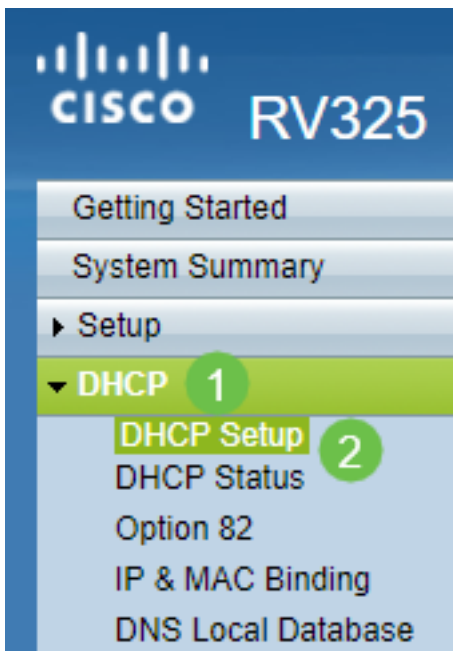 CISCO RV325
Getting Started
System Summary
Setup
DHCP 1
DHCP Setup 2
DHCP Status
Option 82
IP & MAC Binding
DNS Local Database